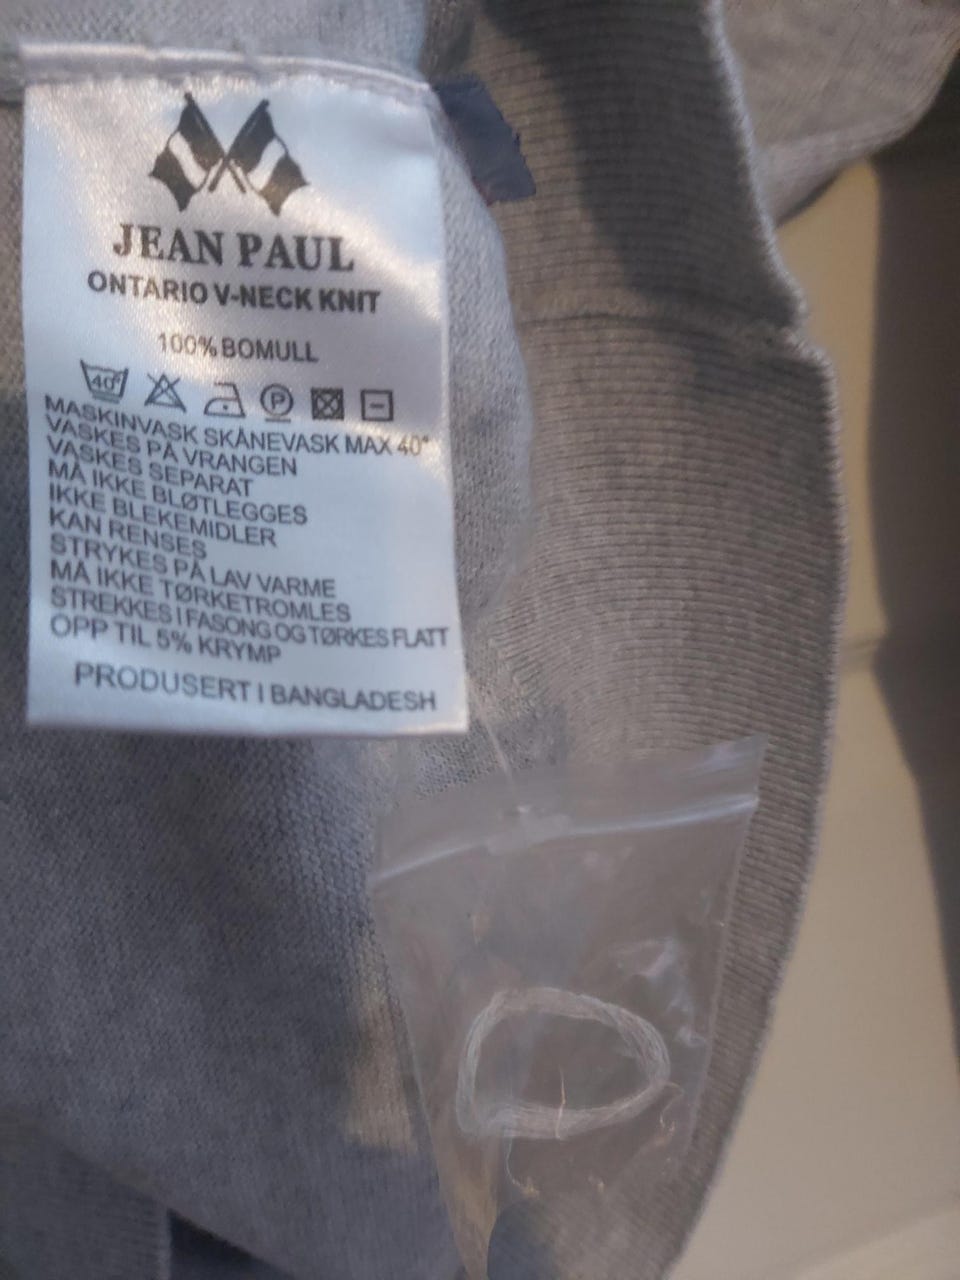 JEAN PAUL
ONTARIO V-NECK KNIT
100% BOMULL
40°
P
MASKINVASK SKÅNEVASK MAX 40°
VASKES PÅ VRANGEN
VASKES SEPARAT
MÅ IKKE BLØTLEGGES
IKKE BLEKEMIDLER
KAN RENSES
STRYKES PÅ LAV VARME
MÅ IKKE TØRKETROMLES
STREKKES I FASONG OG TØRKES FLATT
OPP TIL 5% KRYMP
PRODUSERT I BANGLADESH